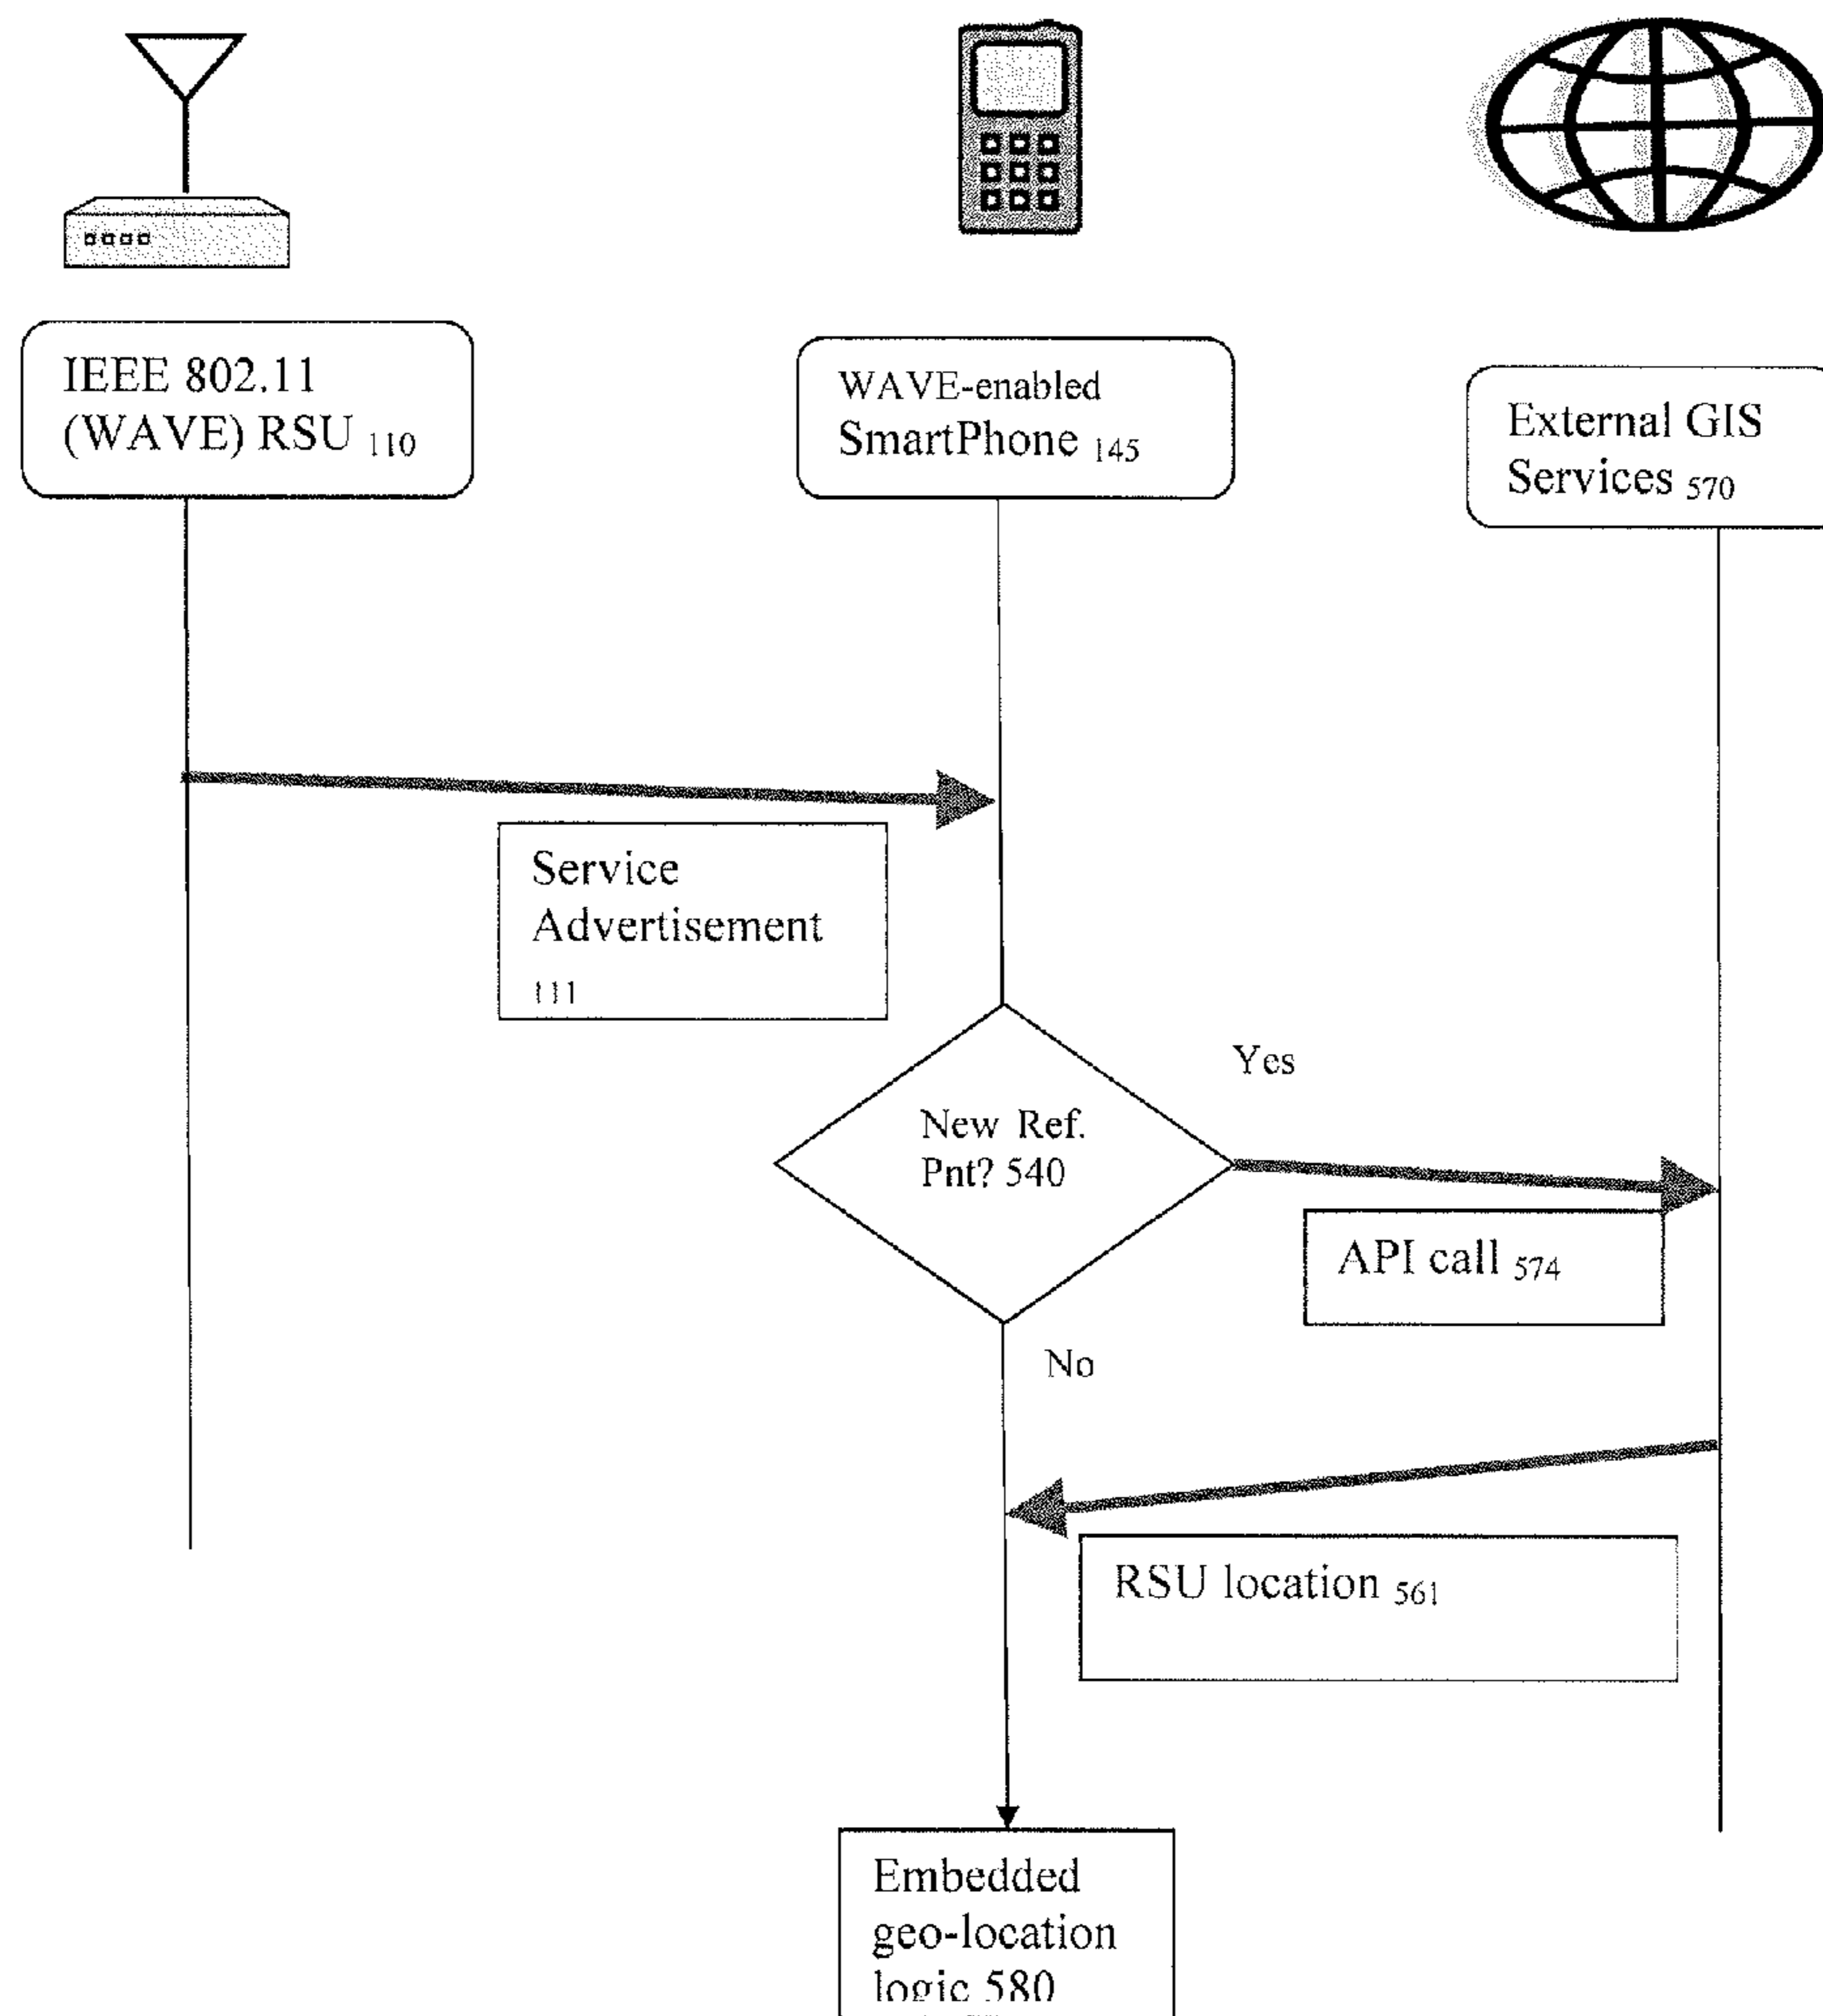 IEEE 802.11
(WAVE) RSU 110
WAVE-enabled
SmartPhone 145
External GIS
Services 570
Service
Advertisement
111
Yes
New Ref.
Pnt? 540
API call 574
No
RSU location 561
Embedded
geo-location
logic 580